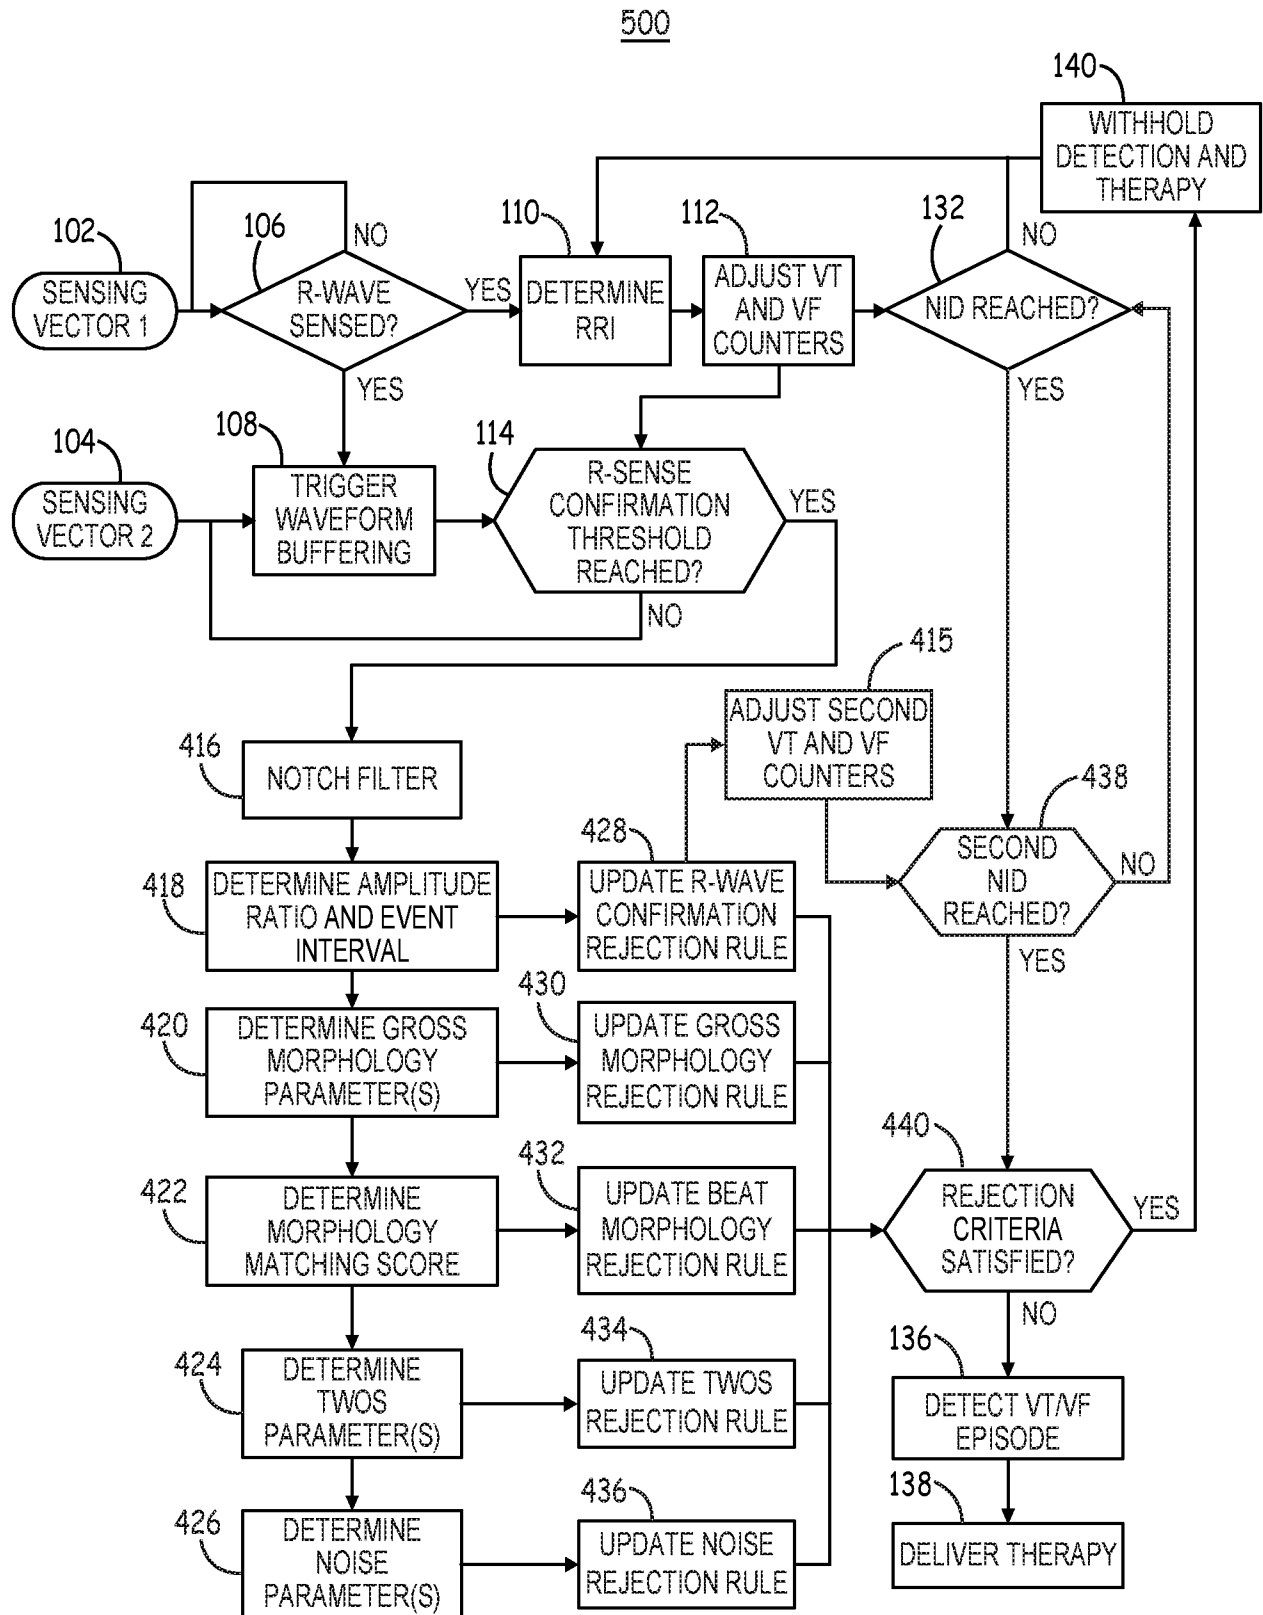 500
140
WITHHOLD
DETECTION AND
THERAPY
102
SENSING
VECTOR 1
106
NO
R-WAVE
SENSED?
YES
YES
110
DETERMINE
RRI
112
ADJUST VT
AND VF
COUNTERS
132
NO
NID REACHED?
YES
104
SENSING
VECTOR 2
108
TRIGGER
WAVEFORM
BUFFERING
114
R-SENSE
CONFIRMATION
THRESHOLD
REACHED?
YES
NO
415
ADJUST SECOND
VT AND VF
COUNTERS
416
NOTCH FILTER
438
SECOND
NID
REACHED?
NO
YES
418
DETERMINE AMPLITUDE
RATIO AND EVENT
INTERVAL
428
UPDATE R-WAVE
CONFIRMATION
REJECTION RULE
420
DETERMINE GROSS
MORPHOLOGY
PARAMETER(S)
430
UPDATE GROSS
MORPHOLOGY
REJECTION RULE
422
DETERMINE
MORPHOLOGY
MATCHING SCORE
432
UPDATE BEAT
MORPHOLOGY
REJECTION RULE
440
REJECTION
CRITERIA
SATISFIED?
YES
NO
424
DETERMINE
TWOS
PARAMETER(S)
434
UPDATE TWOS
REJECTION RULE
136
DETECT VT/VF
EPISODE
426
DETERMINE
NOISE
PARAMETER(S)
436
UPDATE NOISE
REJECTION RULE
138
DELIVER THERAPY